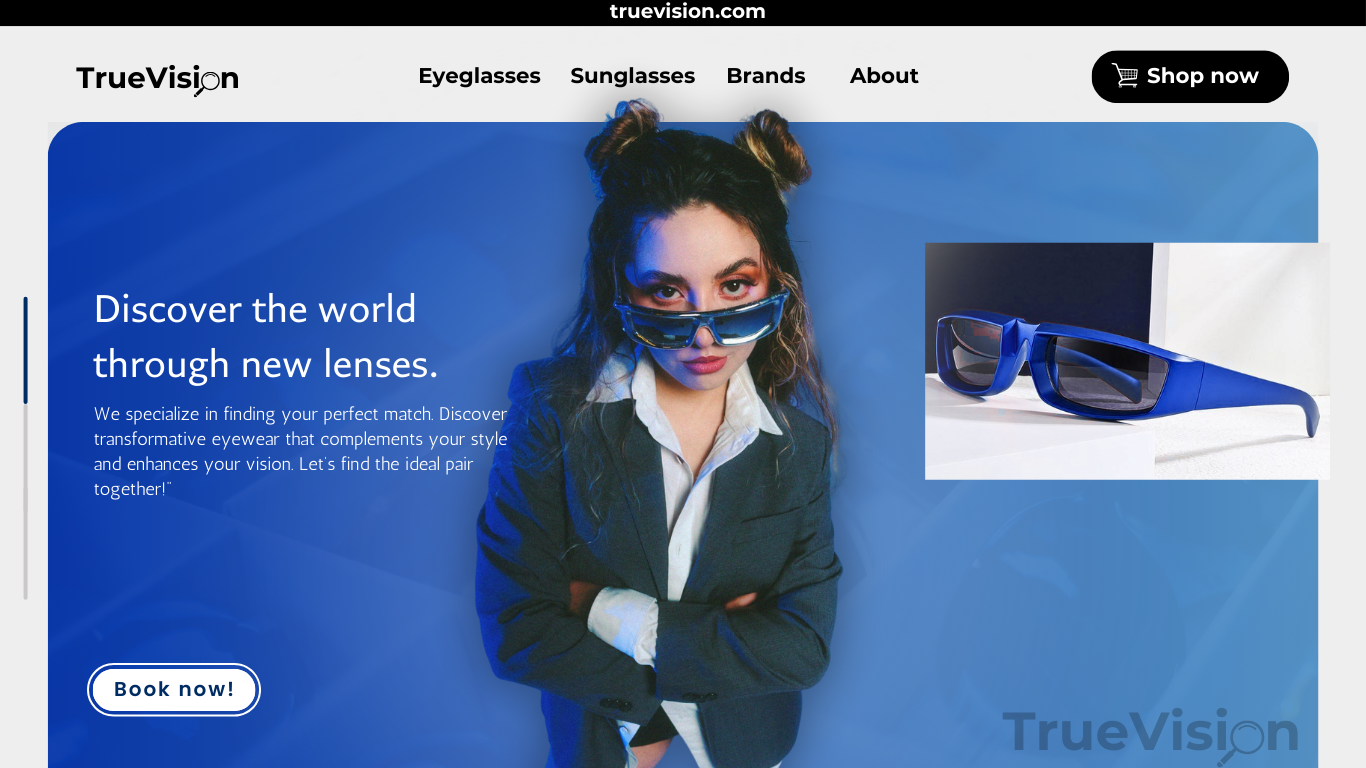 truevision.com
TrueVision
Eyeglasses
Sunglasses
Brands
About
Shop now
Discover the world
through new lenses.
We specialize in finding your perfect match. Discover
transformative eyewear that complements your style
and enhances your vision. Let's find the ideal pair
together!"
Book now!
TrueVision